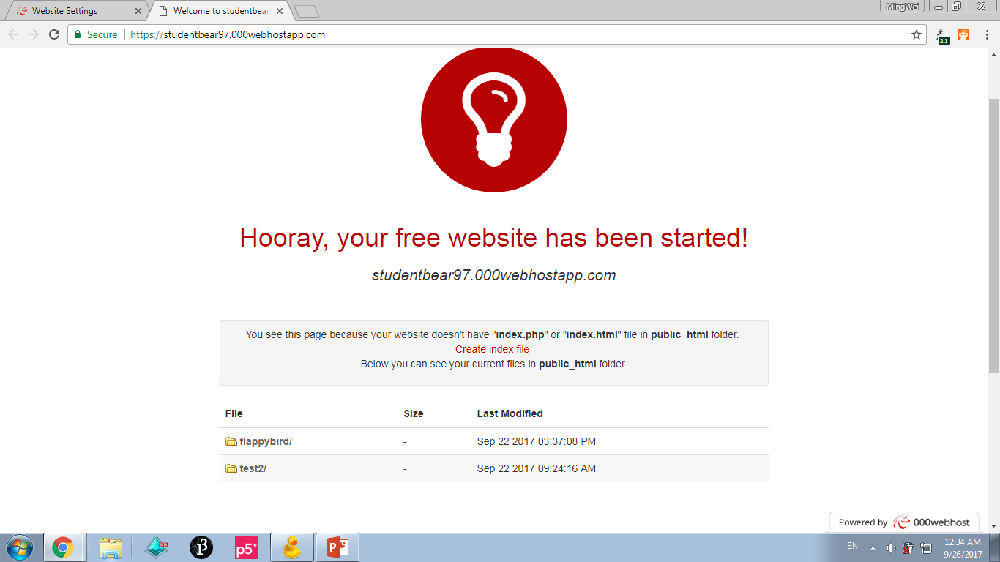 Website Settings
Welcome to studentbear
MingWei
Secure
https://studentbear97.000webhostapp.com
2.1
Hooray, your free website has been started!
studentbear97.000webhostapp.com
You see this page because your website doesn't have "index.php" or "index.html" file in public_html folder.
Create index file
Below you can see your current files in public_html folder.
File Size Last Modified
flappybird/ - Sep 22 2017 03:37:08 PM
test2/ - Sep 22 2017 09:24:16 AM
Powered by 000webhost
p5*
EN
12:34 AM
9/26/2017